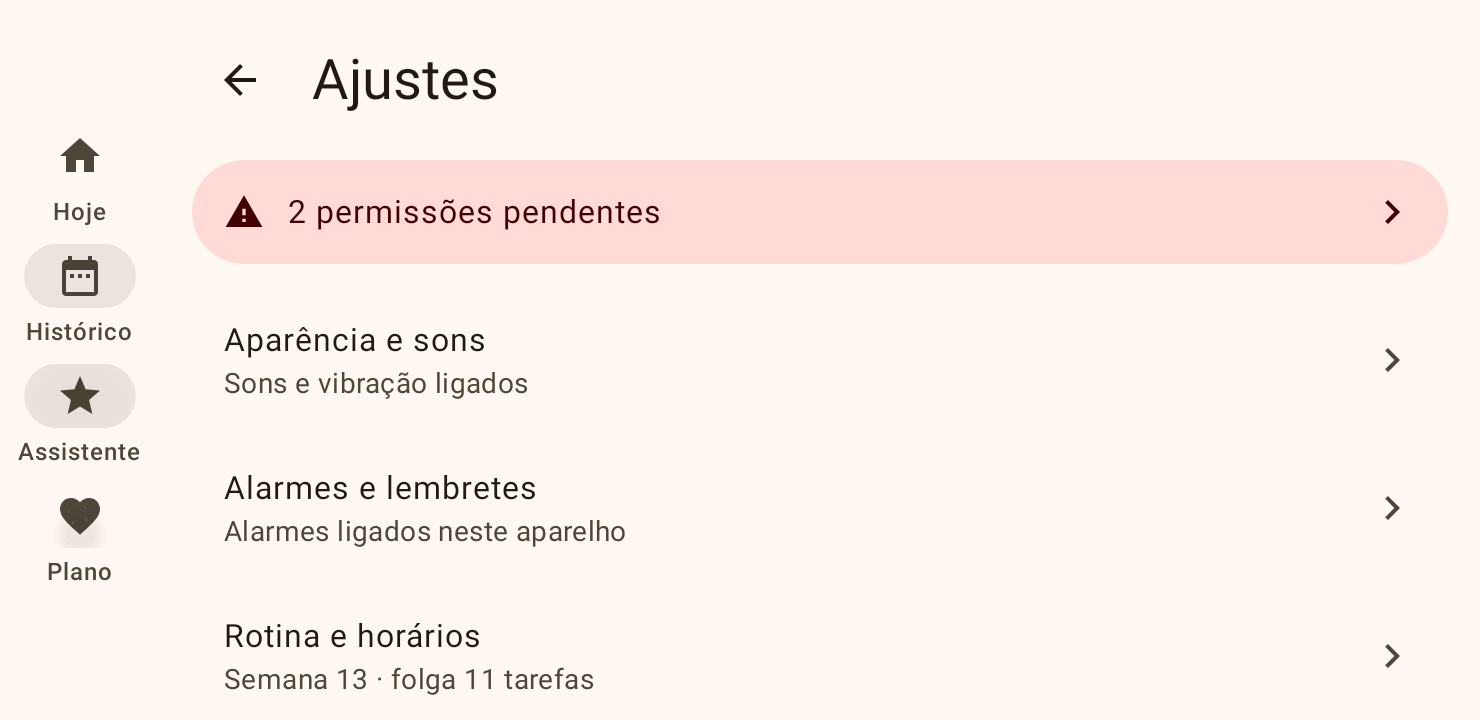 Ajustes
Hoje
Histórico
Assistente
Plano
2 permissões pendentes
Aparência e sons
Sons e vibração ligados
Alarmes e lembretes
Alarmes ligados neste aparelho
Rotina e horários
Semana 13 · folga 11 tarefas